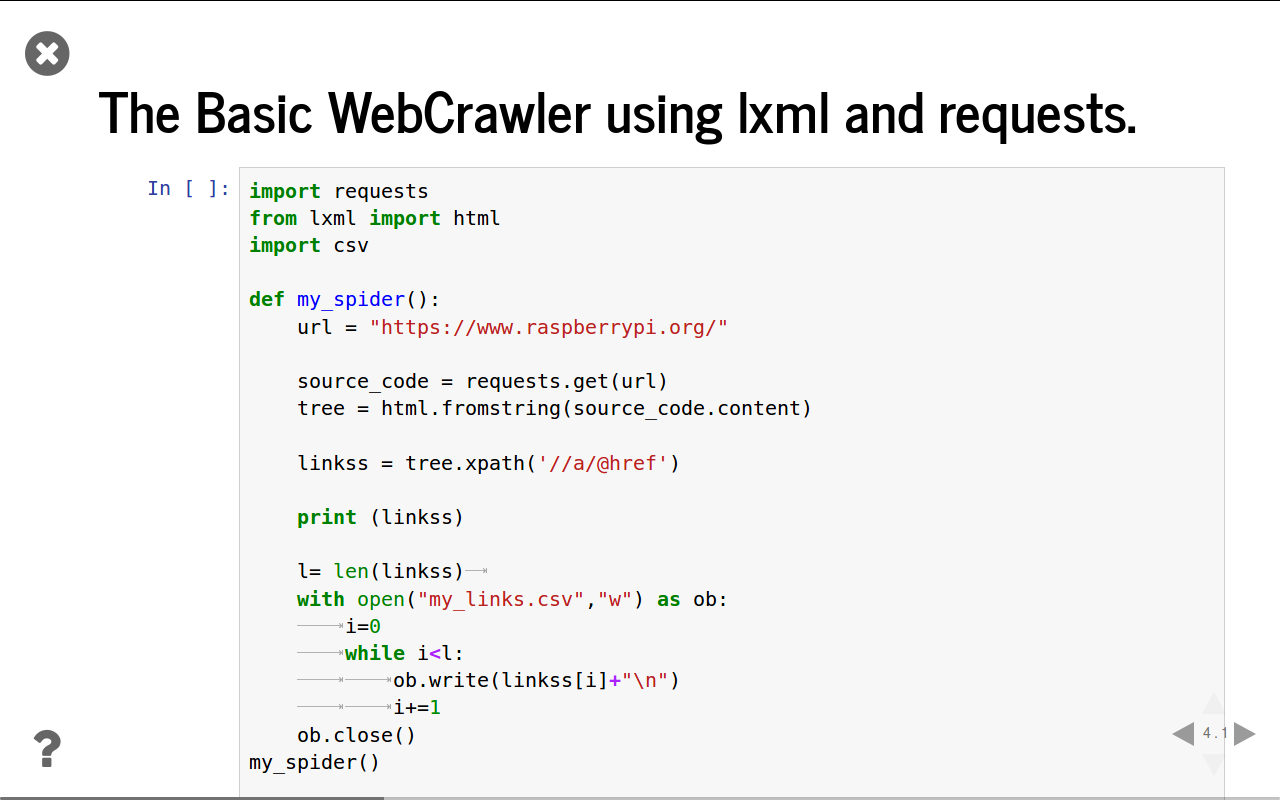 The Basic WebCrawler using lxml and requests.
In [ ]:
import requests
from lxml import html
import csv
def my_spider():
    url = "https://www.raspberrypi.org/"
    source_code = requests.get(url)
    tree = html.fromstring(source_code.content)
    linkss = tree.xpath('//a/@href')
    print (linkss)
    l= len(linkss)
    with open("my_links.csv","w") as ob:
        i=0
        while i<l:
            ob.write(linkss[i]+"\n")
            i+=1
    ob.close()
my_spider()
?
4.1